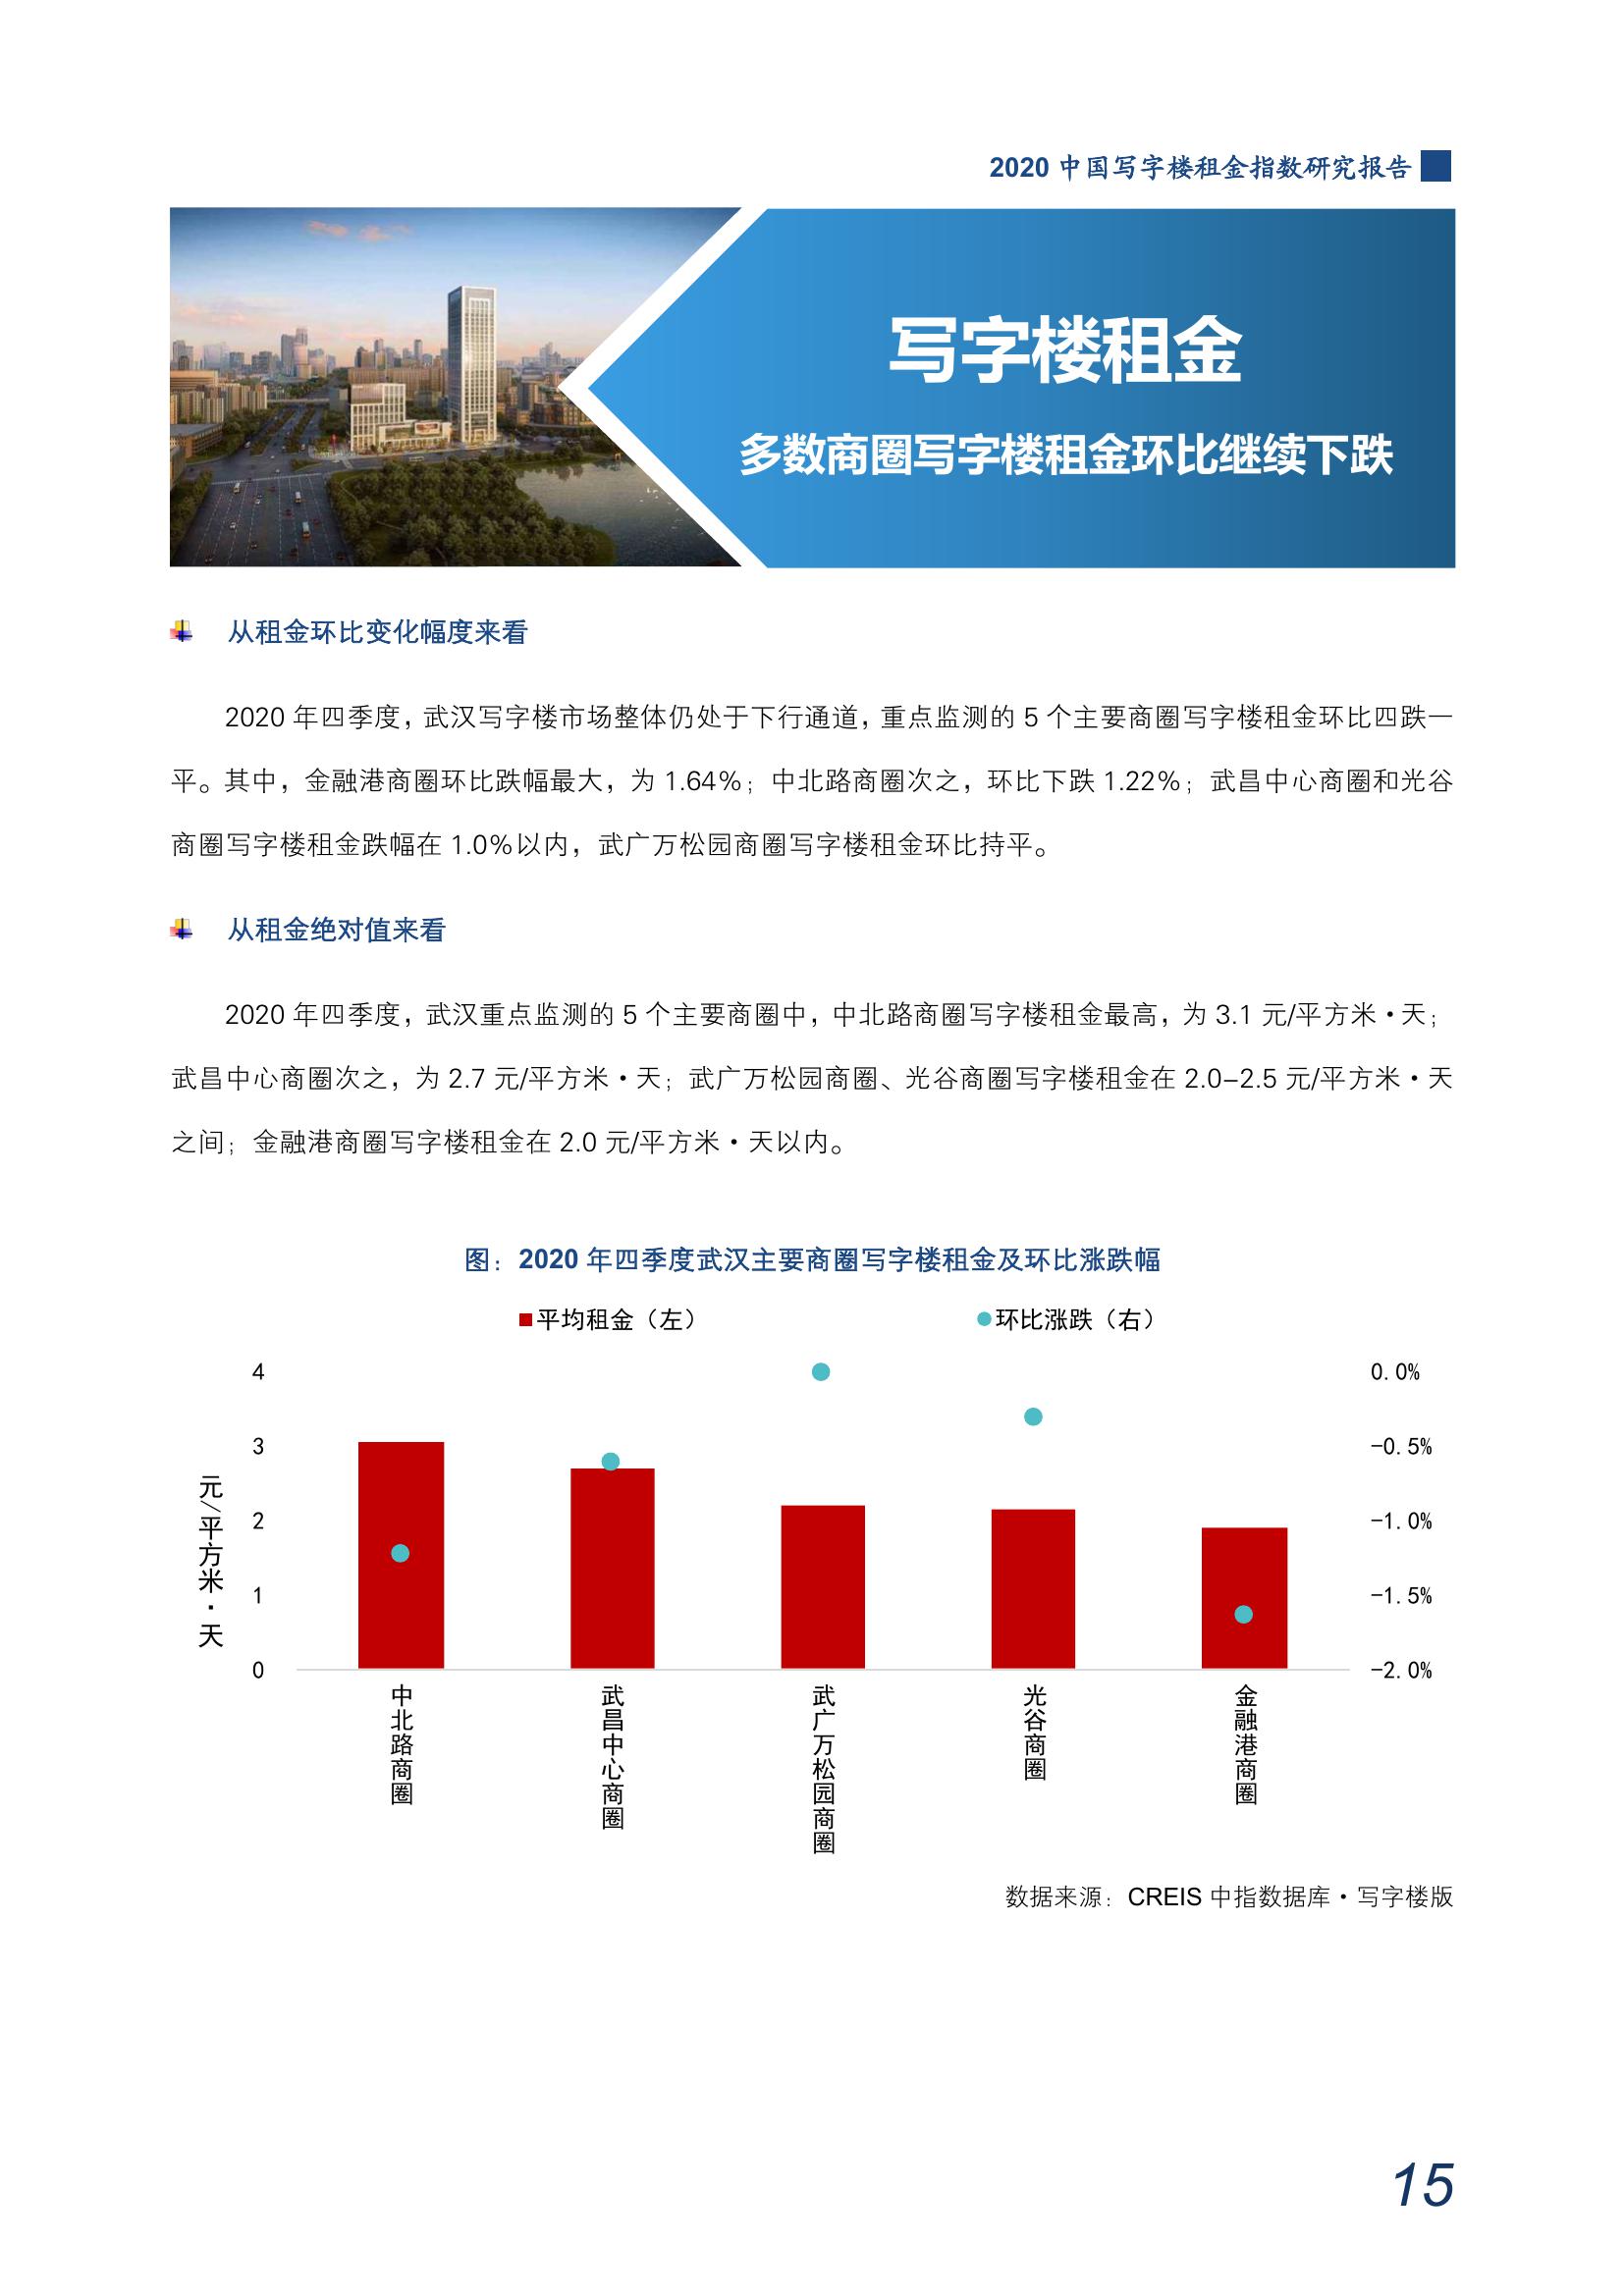 2020 中国写字楼租金指数研究报告
写字楼租金
多数商圈写字楼租金环比继续下跌
从租金环比变化幅度来看
2020 年四季度，武汉写字楼市场整体仍处于下行通道，重点监测的 5 个主要商圈写字楼租金环比四跌一
平。其中，金融港商圈环比跌幅最大，为 1.64%；中北路商圈次之，环比下跌 1.22%；武昌中心商圈和光谷
商圈写字楼租金跌幅在 1.0%以内，武广万松园商圈写字楼租金环比持平。
从租金绝对值来看
2020 年四季度，武汉重点监测的 5 个主要商圈中，中北路商圈写字楼租金最高，为 3.1 元/平方米·天；
武昌中心商圈次之，为 2.7 元/平方米·天；武广万松园商圈、光谷商圈写字楼租金在 2.0–2.5 元/平方米·天
之间；金融港商圈写字楼租金在 2.0 元/平方米·天以内。
图：2020 年四季度武汉主要商圈写字楼租金及环比涨跌幅
平均租金（左） 环比涨跌（右）
元/平方米·天
4
3
2
1
0
0.0%
-0.5%
-1.0%
-1.5%
-2.0%
中北路商圈
武昌中心商圈
武广万松园商圈
光谷商圈
金融港商圈
数据来源：CREIS 中指数据库·写字楼版
15